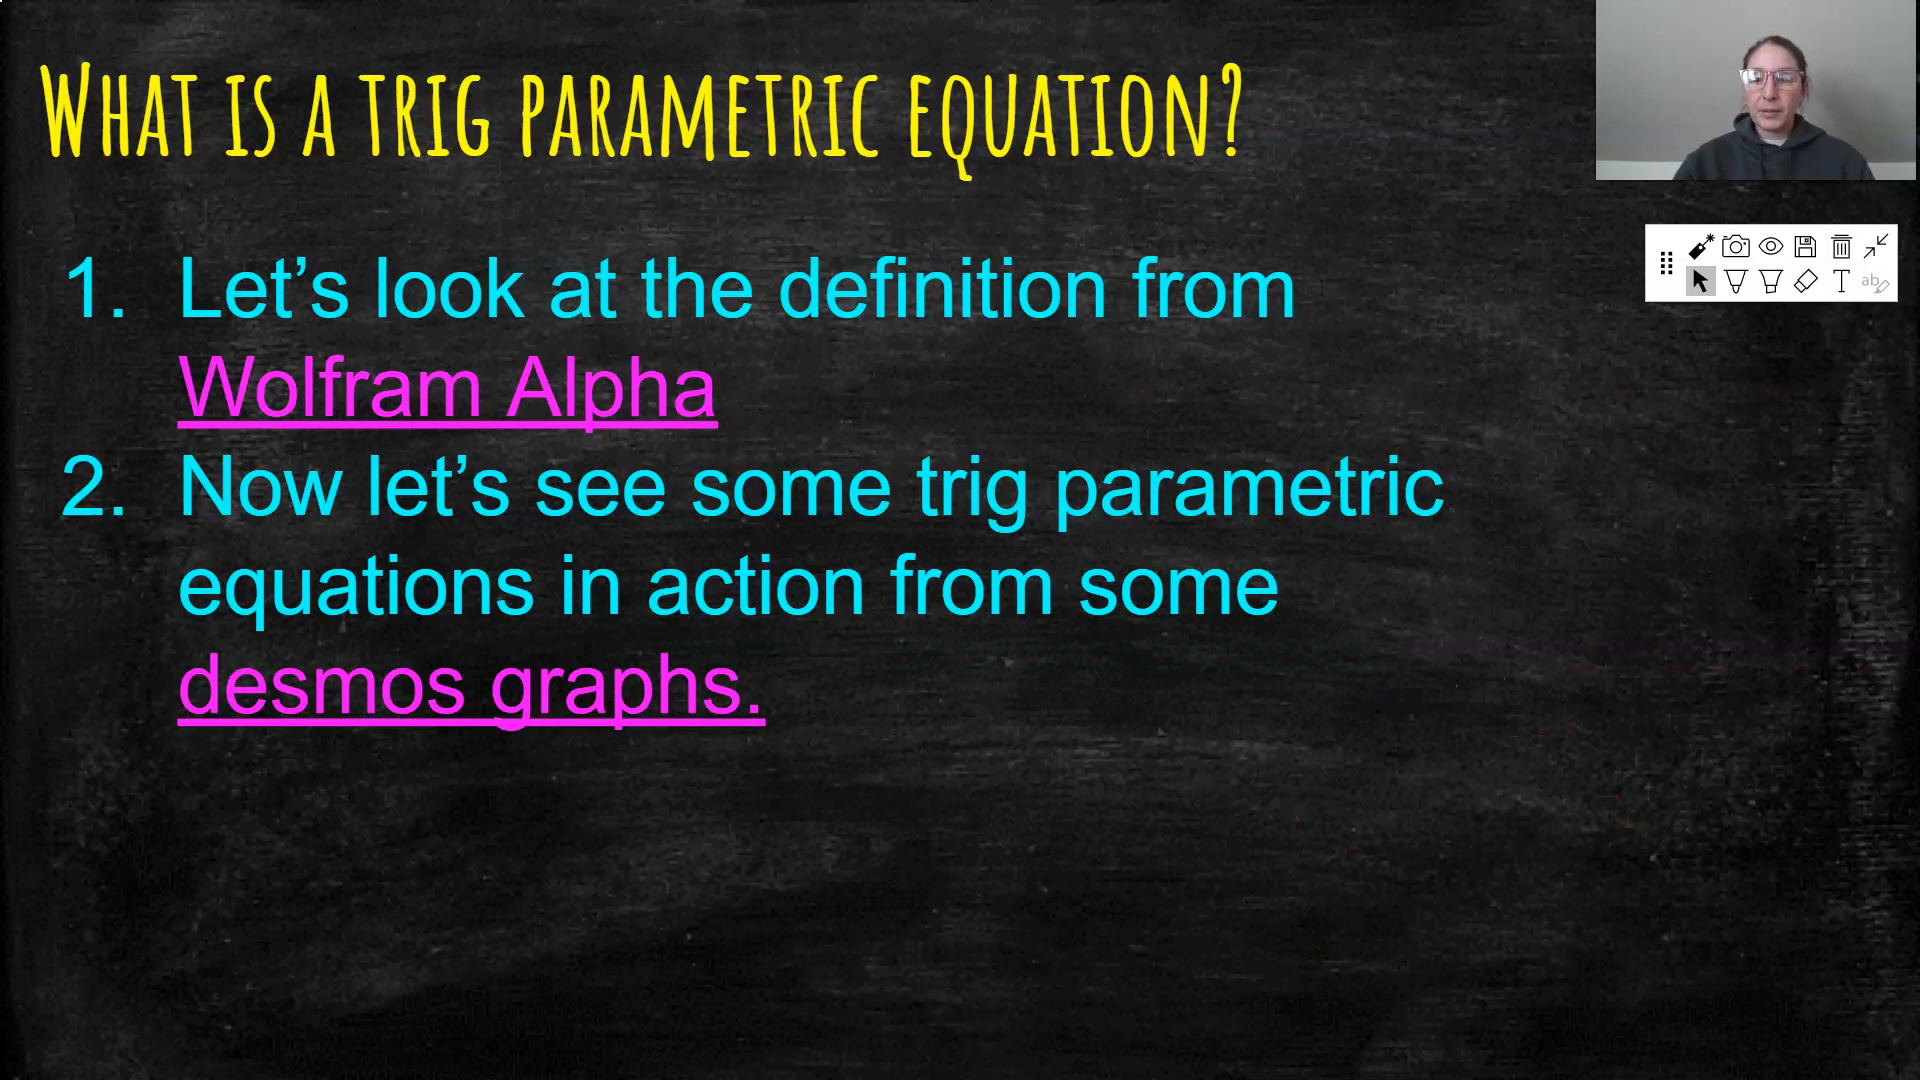 What is a trig parametric equation?
1. Let’s look at the definition from
Wolfram Alpha
2. Now let’s see some trig parametric
equations in action from some
desmos graphs.
T ab